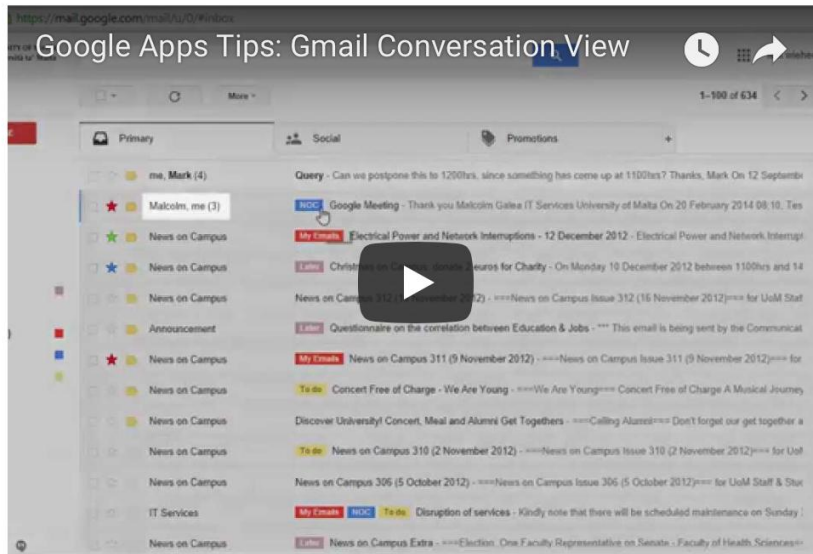 https://mail.google.com/mail/u/0/#inbox
Google Apps Tips: Gmail Conversation View
More
1–100 of 634
Primary Social Promotions +
me, Mark (4) Query - Can we postpone this to 1200hrs, since something has come up at 1100hrs? Thanks, Mark On 12 Septembe
Malcolm, me (3) NOC Google Meeting - Thank you Malcolm Galea IT Services University of Malta On 20 February 2014 08:10, Tes
News on Campus My Emails Electrical Power and Network Interruptions - 12 December 2012 - Electrical Power and Network Interrupt
News on Campus Later Christmas on Campus, donate 2 euros for Charity - On Monday 10 December 2012 between 1100hrs and 14
News on Campus News on Campus 312 (16 November 2012) - ===News on Campus Issue 312 (16 November 2012)=== for UoM Staf
Announcement Later Questionnaire on the correlation between Education & Jobs - *** This email is being sent by the Communicat
News on Campus My Emails News on Campus 311 (9 November 2012) - ===News on Campus Issue 311 (9 November 2012)=== for
News on Campus To do Concert Free of Charge - We Are Young - ===We Are Young=== Concert Free of Charge A Musical Journey
News on Campus Discover University! Concert, Meal and Alumni Get Togethers - ===Calling Alumni=== Don't forget our get together a
News on Campus To do News on Campus 310 (2 November 2012) - ===News on Campus Issue 310 (2 November 2012)=== for UoM
News on Campus News on Campus 306 (5 October 2012) - ===News on Campus Issue 306 (5 October 2012)=== for UoM Staff & Stud
IT Services My Emails NOC To do Disruption of services - Kindly note that there will be scheduled maintenance on Sunday
News on Campus Later News on Campus Extra - ===Election. One Faculty Representative on Senate - Faculty of Health Sciences=